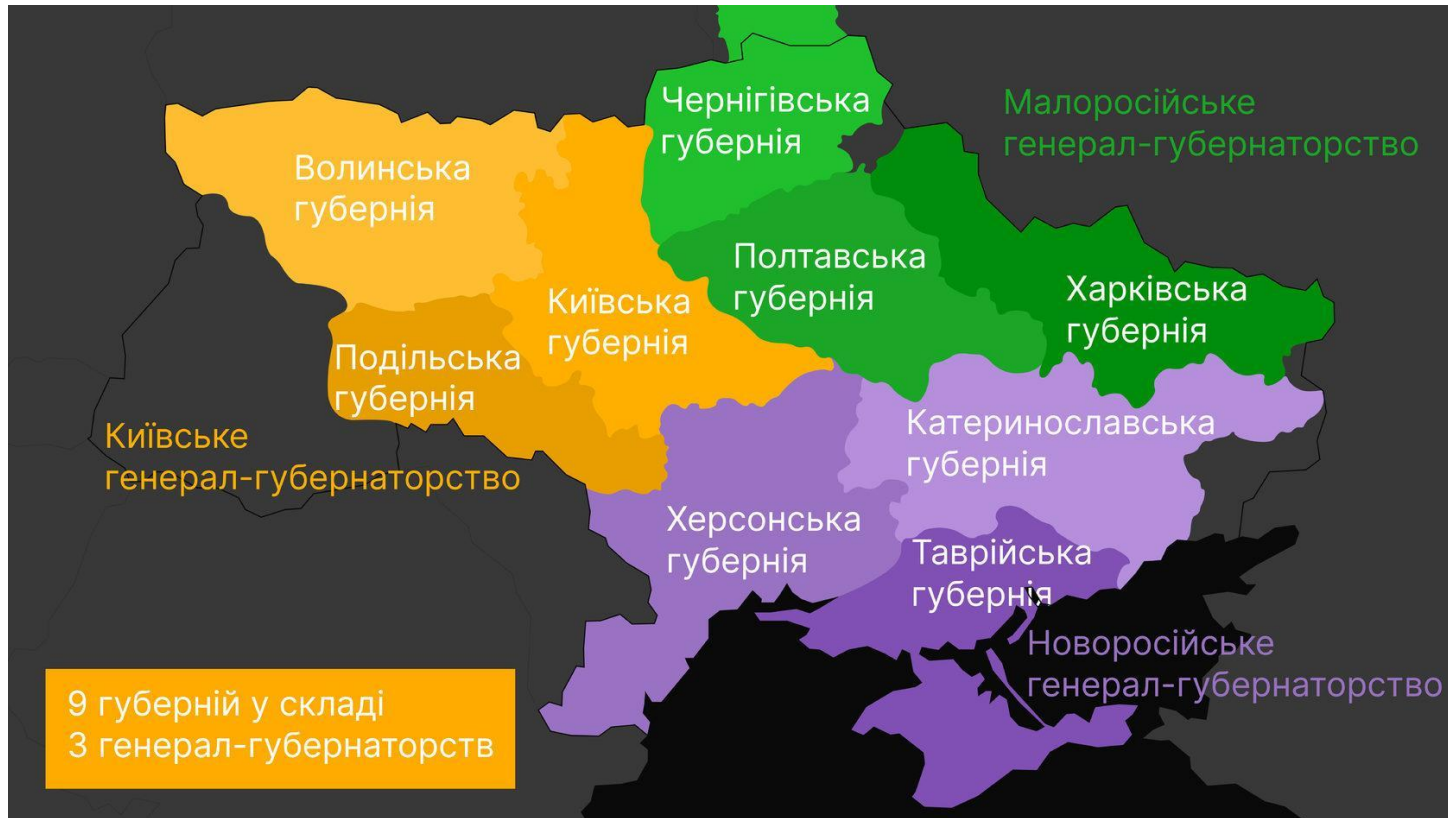 Чернігівська
губернія
Малоросійське
генерал-губернаторство
Волинська
губернія
Полтавська
губернія
Харківська
губернія
Київська
губернія
Подільська
губернія
Катеринославська
губернія
Київське
генерал-губернаторство
Херсонська
губернія
Таврійська
губернія
Новоросійське
генерал-губернаторство
9 губерній у складі
3 генерал-губернаторств